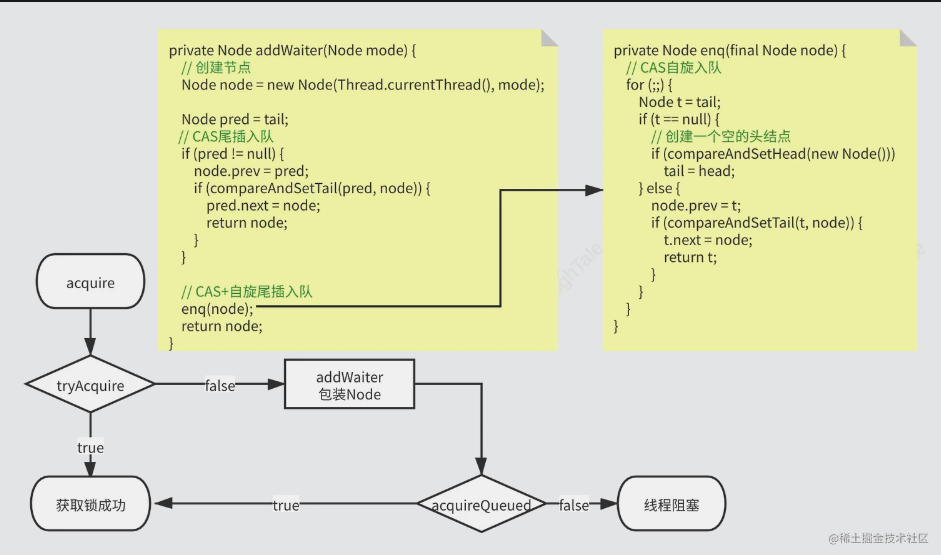 private Node addWaiter(Node mode) {
// 创建节点
Node node = new Node(Thread.currentThread(), mode);
Node pred = tail;
// CAS尾插入队
if (pred != null) {
node.prev = pred;
if (compareAndSetTail(pred, node)) {
pred.next = node;
return node;
}
}
// CAS+自旋尾插入队
enq(node);
return node;
}
private Node enq(final Node node) {
// CAS自旋入队
for (;;) {
Node t = tail;
if (t == null) {
// 创建一个空的头结点
if (compareAndSetHead(new Node()))
tail = head;
} else {
node.prev = t;
if (compareAndSetTail(t, node)) {
t.next = node;
return t;
}
}
}
}
acquire
tryAcquire
false
addWaiter
包装Node
true
获取锁成功
true
acquireQueued
false
线程阻塞
@稀土掘金技术社区